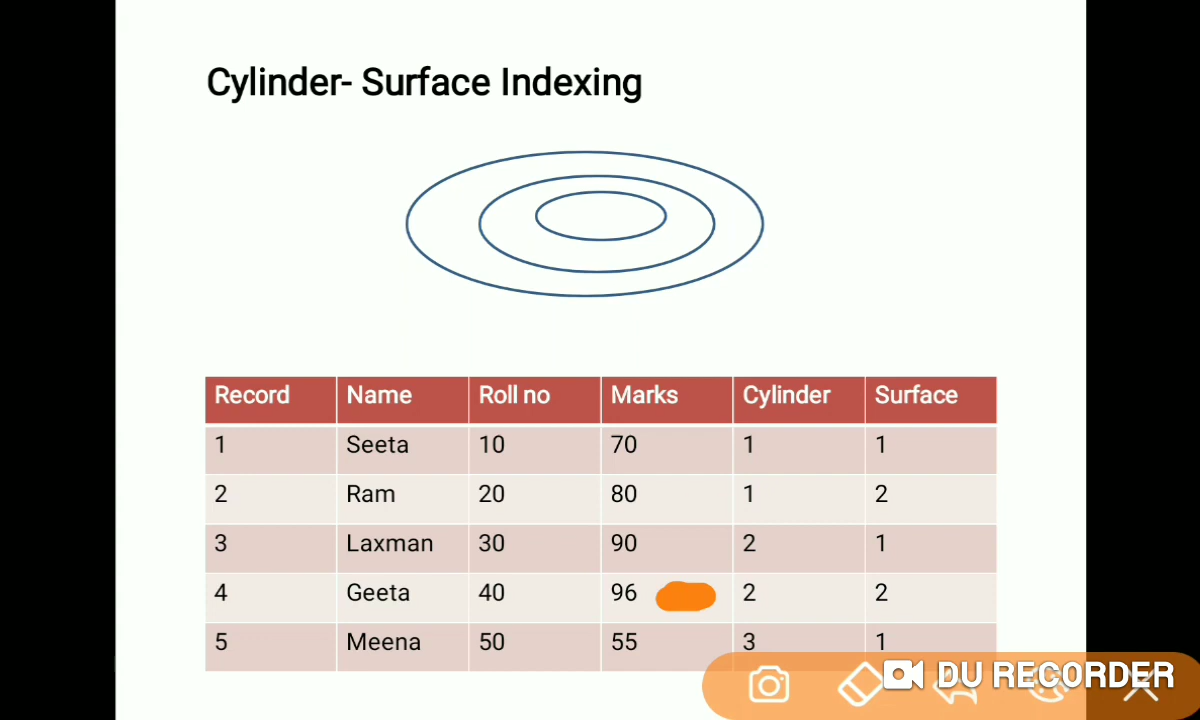 Cylinder- Surface Indexing
Record Name Roll no Marks Cylinder Surface
1 Seeta 10 70 1 1
2 Ram 20 80 1 2
3 Laxman 30 90 2 1
4 Geeta 40 96 2 2
5 Meena 50 55 3 1
DU RECORDER